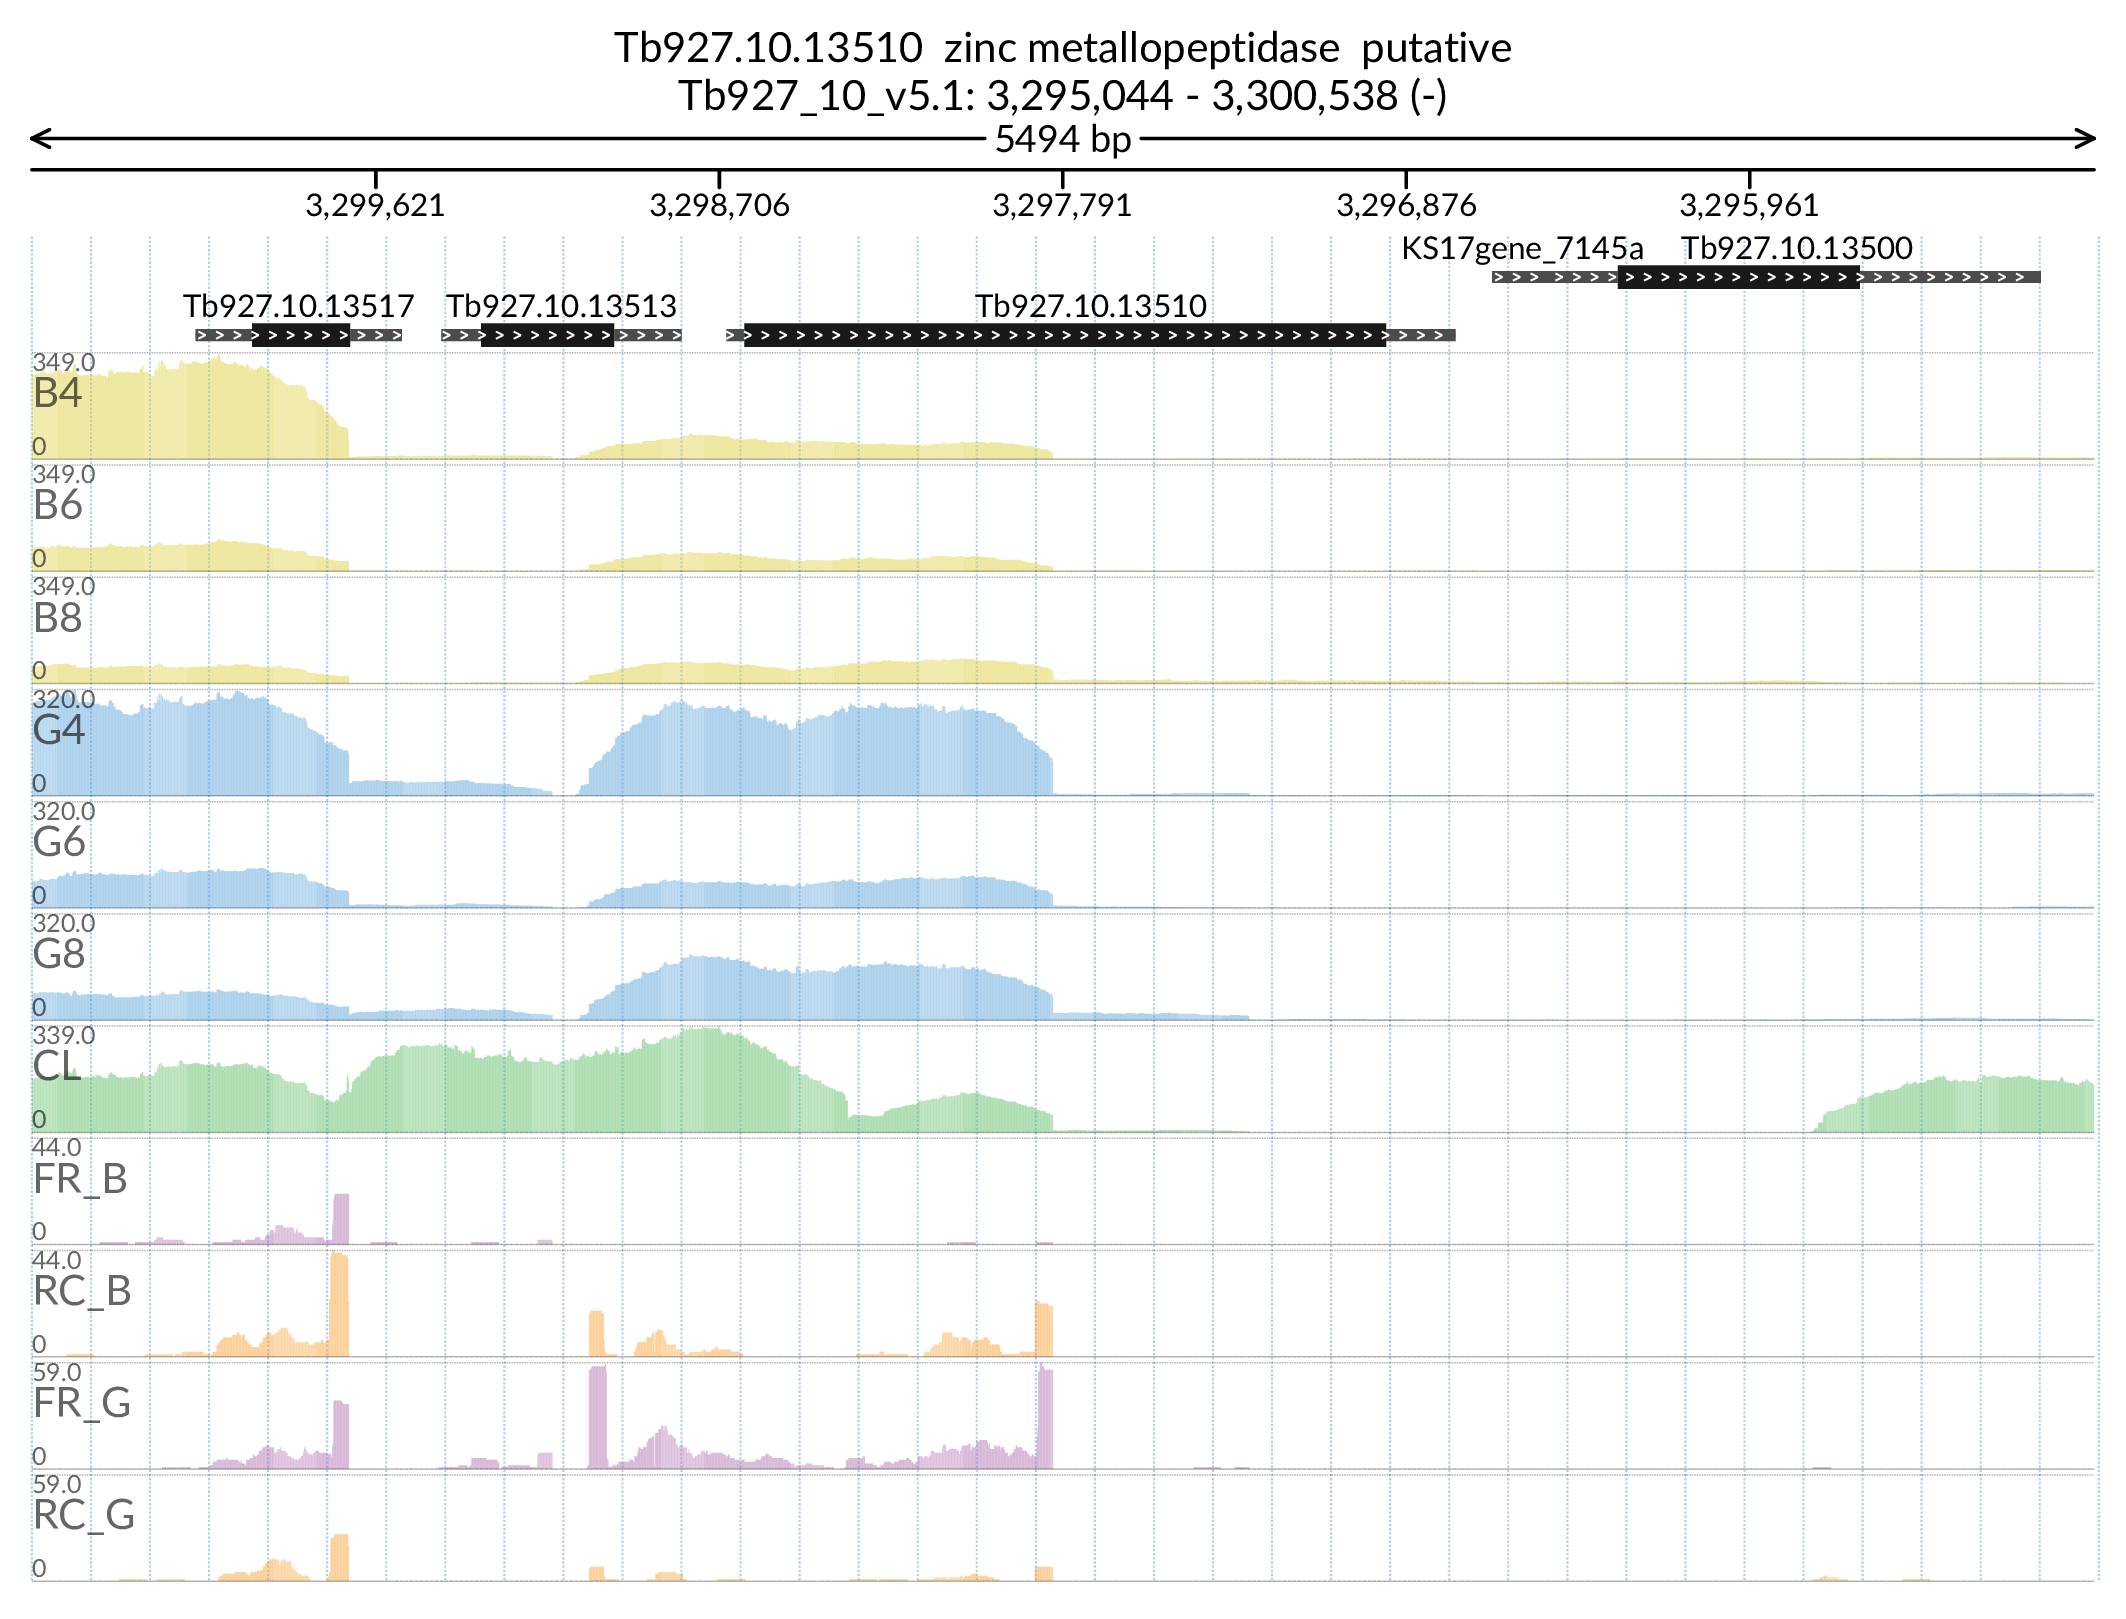 Tb927.10.13510 zinc metallopeptidase putative
Tb927_10_v5.1: 3,295,044 - 3,300,538 (-)
5494 bp
3,299,621 3,298,706 3,297,791 3,296,876 3,295,961
KS17gene_7145a Tb927.10.13500
Tb927.10.13517 Tb927.10.13513 Tb927.10.13510
349.0
B4
0
349.0
B6
0
349.0
B8
0
320.0
G4
0
320.0
G6
0
320.0
G8
0
339.0
CL
0
44.0
FR_B
0
44.0
RC_B
0
59.0
FR_G
0
59.0
RC_G
0